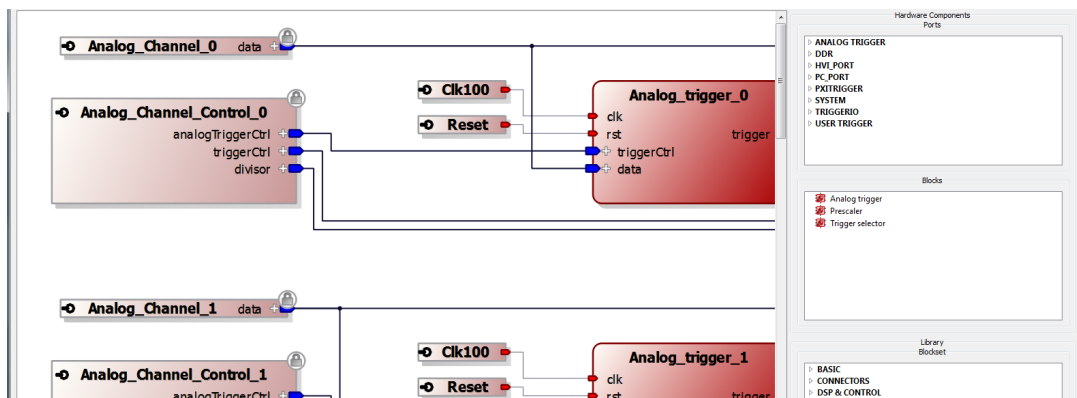 Analog_Channel_0 data
Analog_Channel_Control_0
analogTriggerCtrl
triggerCtrl
divisor
Clk100
Reset
Analog_trigger_0
clk
rst
trigger
triggerCtrl
data
Analog_Channel_1 data
Analog_Channel_Control_1
analogTriggerCtrl
Clk100
Reset
Analog_trigger_1
clk
rst
trigger
Hardware Components
Ports
ANALOG TRIGGER
DDR
HVI_PORT
PC_PORT
PXITRIGGER
SYSTEM
TRIGGERIO
USER TRIGGER
Blocks
Analog trigger
Prescaler
Trigger selector
Library
Blockset
BASIC
CONNECTORS
DSP & CONTROL